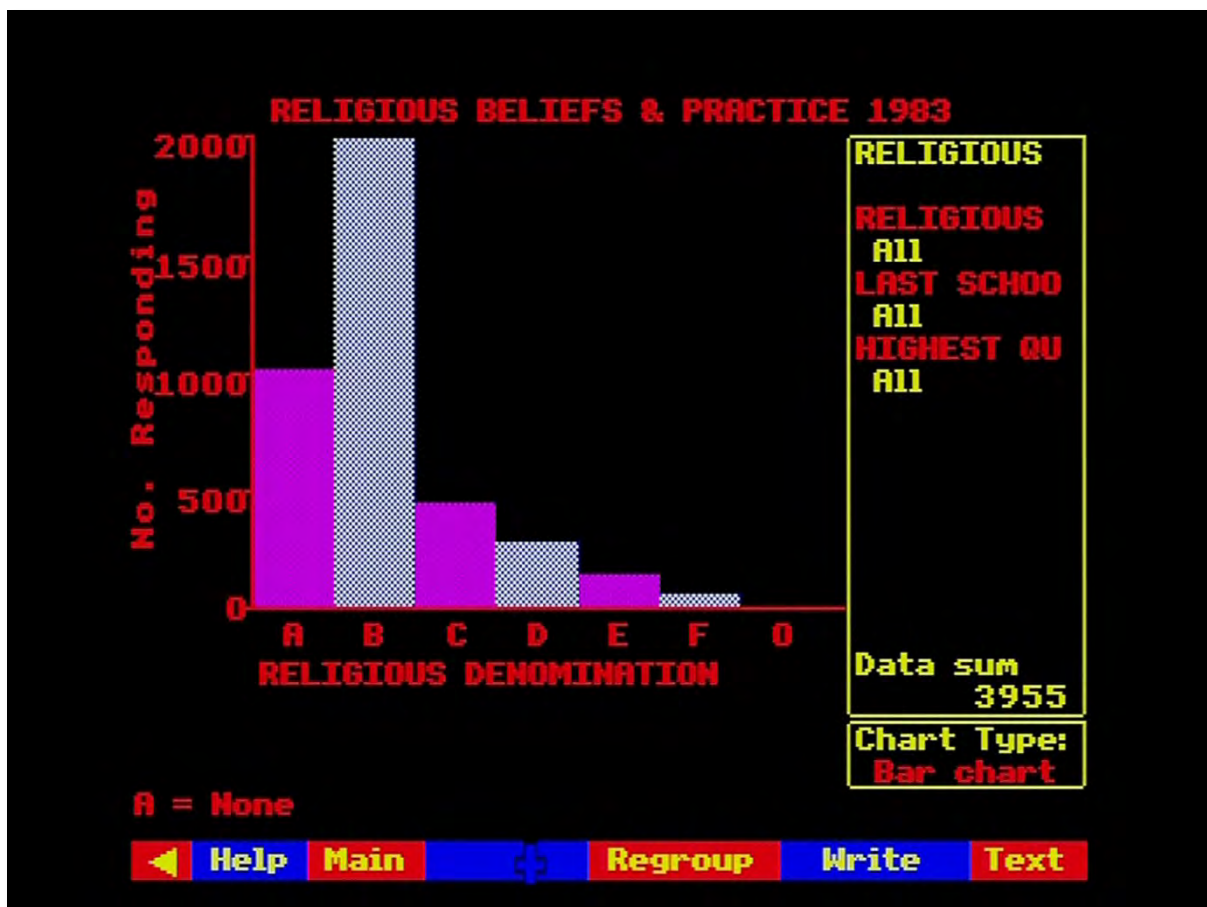 RELIGIOUS BELIEFS & PRACTICE 1983
2000
1500
1000
500
0
No. Responding
A B C D E F O
RELIGIOUS DENOMINATION
RELIGIOUS
RELIGIOUS
All
LAST SCHOO
All
HIGHEST QU
All
Data sum
3955
Chart Type:
Bar chart
A = None
Help Main Regroup Write Text